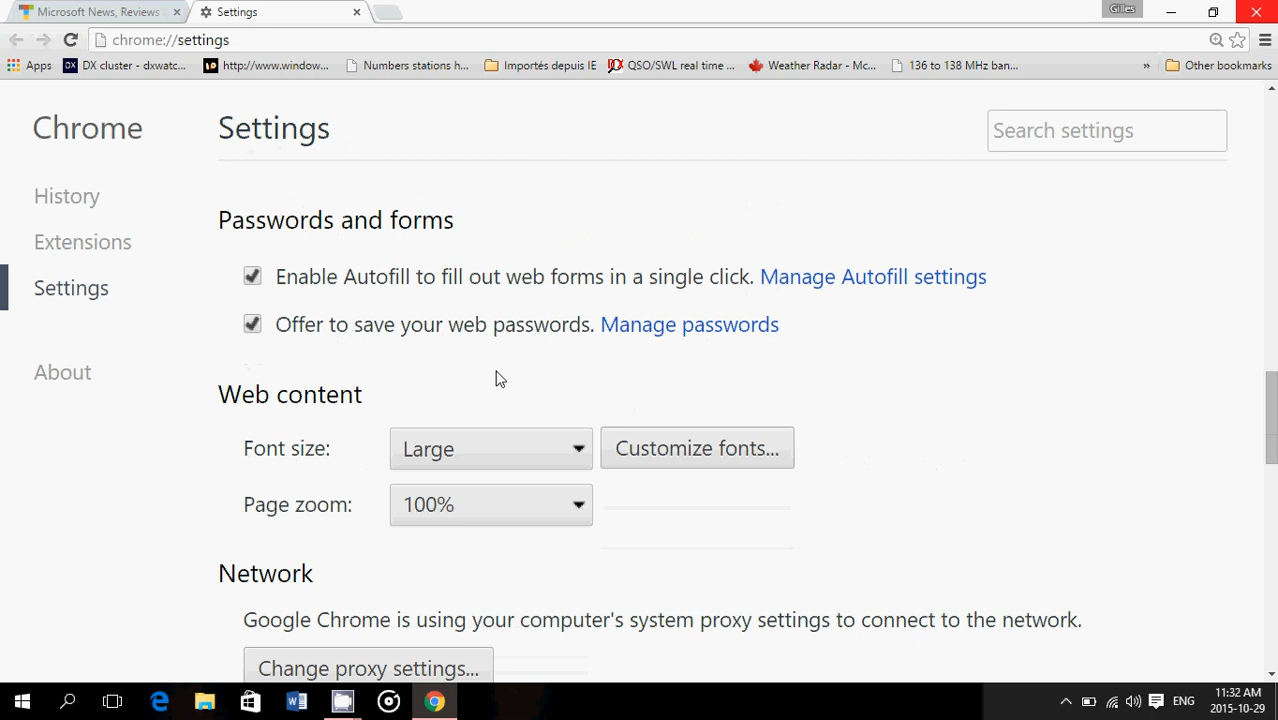 Microsoft News, Reviews
Settings
Gilles
chrome://settings
Apps
DX cluster - dxwatc...
http://www.window...
Numbers stations h...
Importés depuis IE
QSO/SWL real time ...
Weather Radar - Mc...
136 to 138 MHz ban...
»
Other bookmarks
Chrome
Settings
Search settings
History
Extensions
Settings
About
Passwords and forms
Enable Autofill to fill out web forms in a single click. Manage Autofill settings
Offer to save your web passwords. Manage passwords
Web content
Font size: Large Customize fonts...
Page zoom: 100%
Network
Google Chrome is using your computer's system proxy settings to connect to the network.
Change proxy settings...
ENG
11:32 AM
2015-10-29